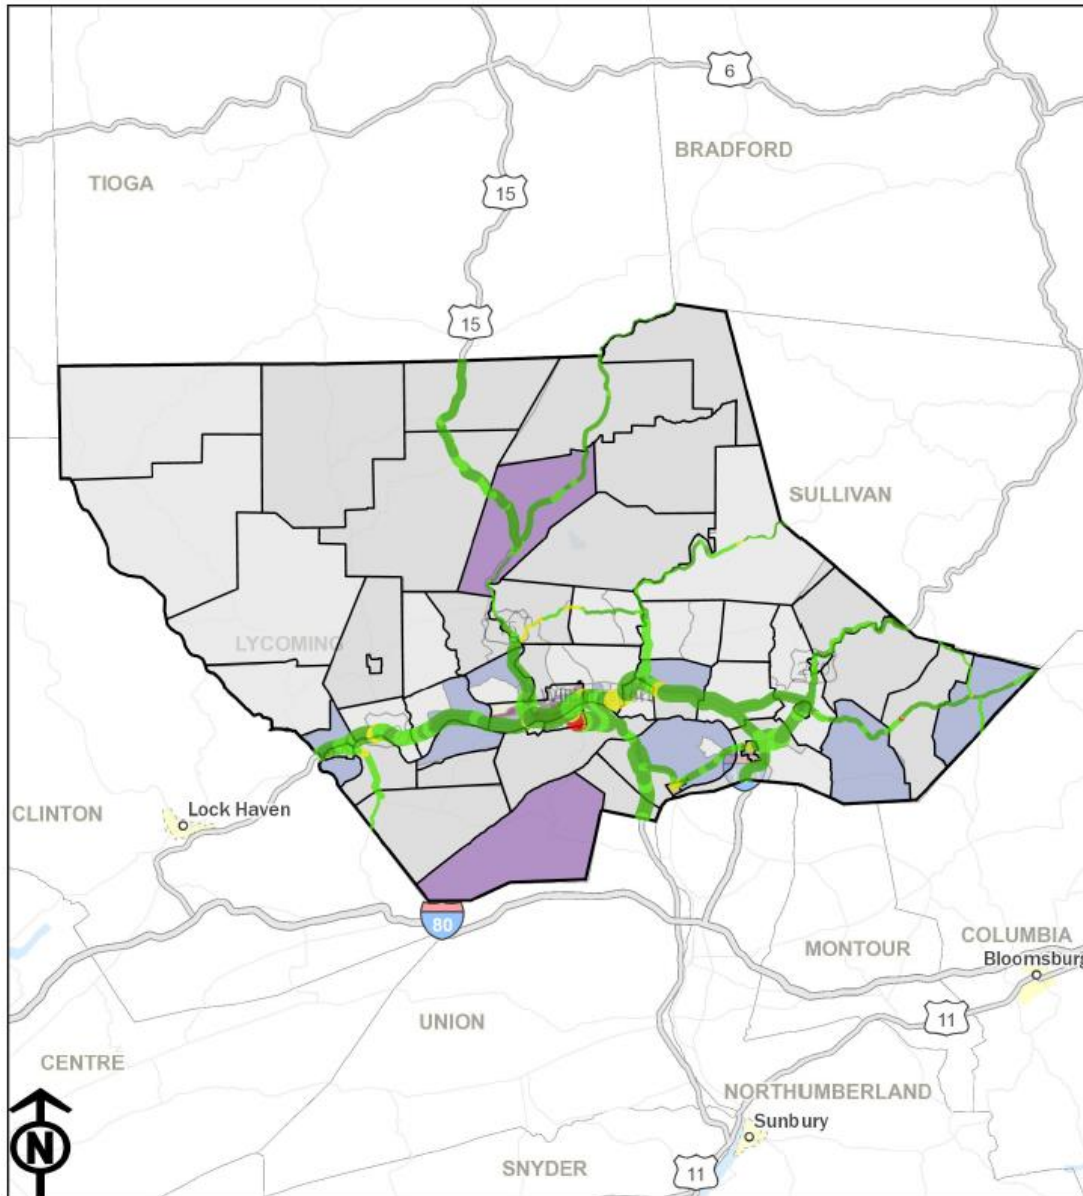 6
BRADFORD
TIOGA
15
15
SULLIVAN
LYCOMING
CLINTON
Lock Haven
80
MONTOUR
COLUMBIA
Bloomsburg
UNION
11
CENTRE
NORTHUMBERLAND
Sunbury
N
SNYDER
11